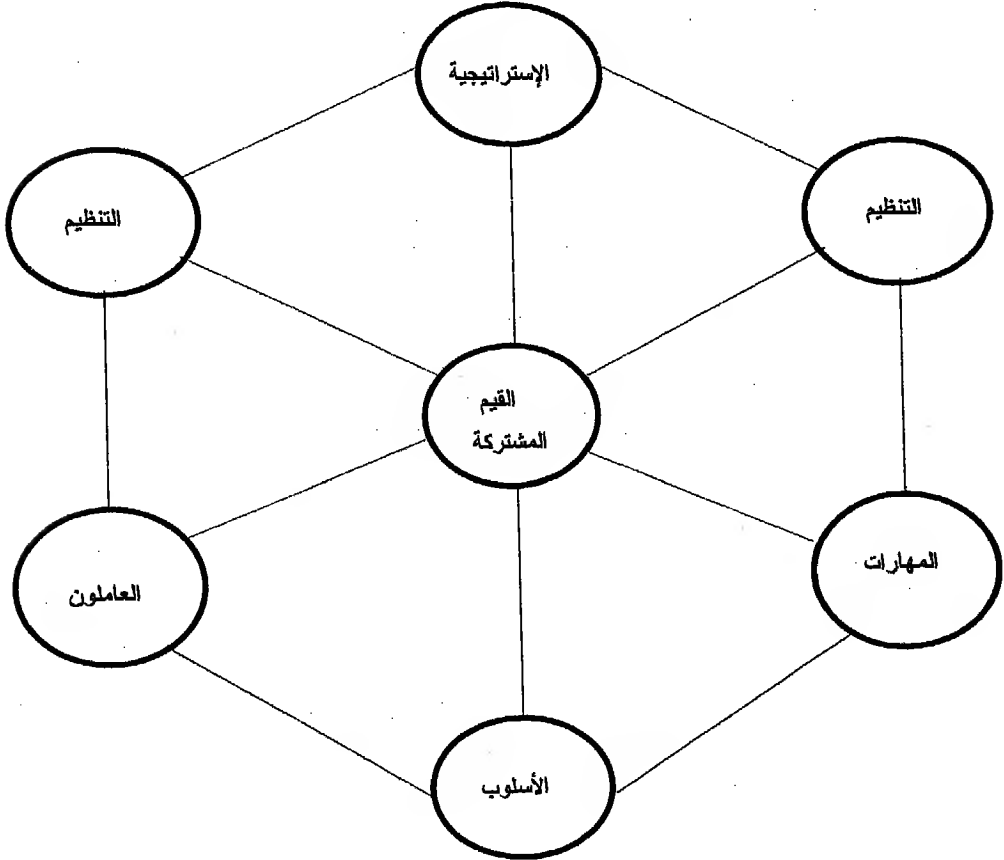 الإستراتيجية
التنظيم
التنظيم
القيم
المشتركة
المهارات
العاملون
الأسلوب